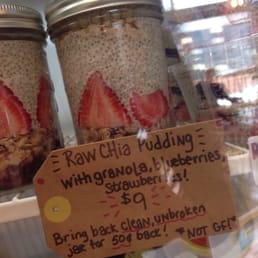 Raw Chia Pudding
with granola, blueberries,
strawberries!
$9
Bring back clean, unbroken
jar for 50¢ back! *NOT GF!*